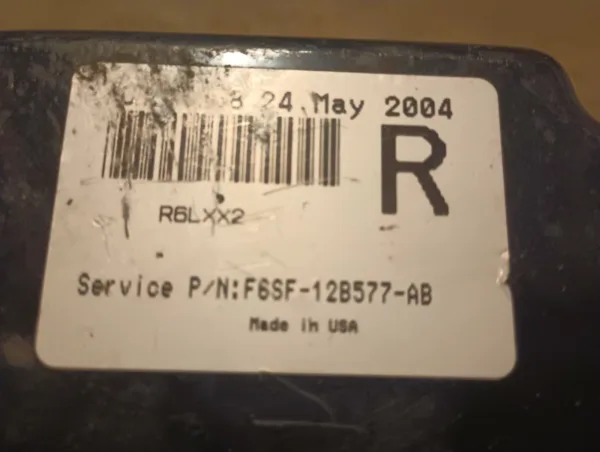 8 24 May 2004
R
R6LXX2
Service P/N:F6SF-12B577-AB
Made in USA